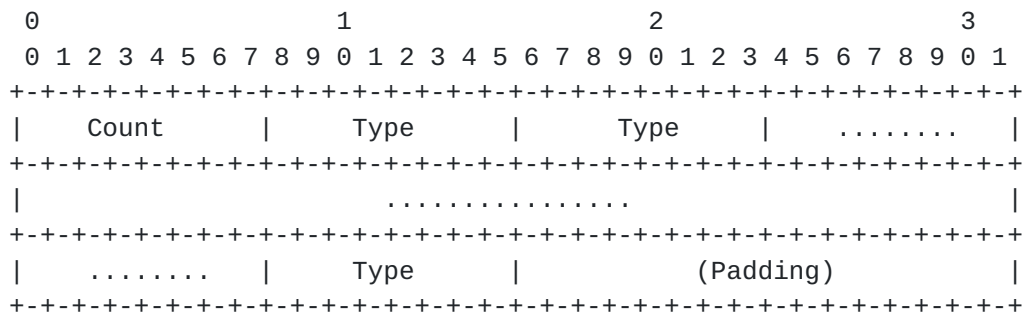 0                   1                   2                   3
 0 1 2 3 4 5 6 7 8 9 0 1 2 3 4 5 6 7 8 9 0 1 2 3 4 5 6 7 8 9 0 1
+-+-+-+-+-+-+-+-+-+-+-+-+-+-+-+-+-+-+-+-+-+-+-+-+-+-+-+-+-+-+-+-+
|    Count      |     Type      |      Type     |    ........   |
+-+-+-+-+-+-+-+-+-+-+-+-+-+-+-+-+-+-+-+-+-+-+-+-+-+-+-+-+-+-+-+-+
|                       ................                        |
+-+-+-+-+-+-+-+-+-+-+-+-+-+-+-+-+-+-+-+-+-+-+-+-+-+-+-+-+-+-+-+-+
|    ........   |     Type      |           (Padding)           |
+-+-+-+-+-+-+-+-+-+-+-+-+-+-+-+-+-+-+-+-+-+-+-+-+-+-+-+-+-+-+-+-+